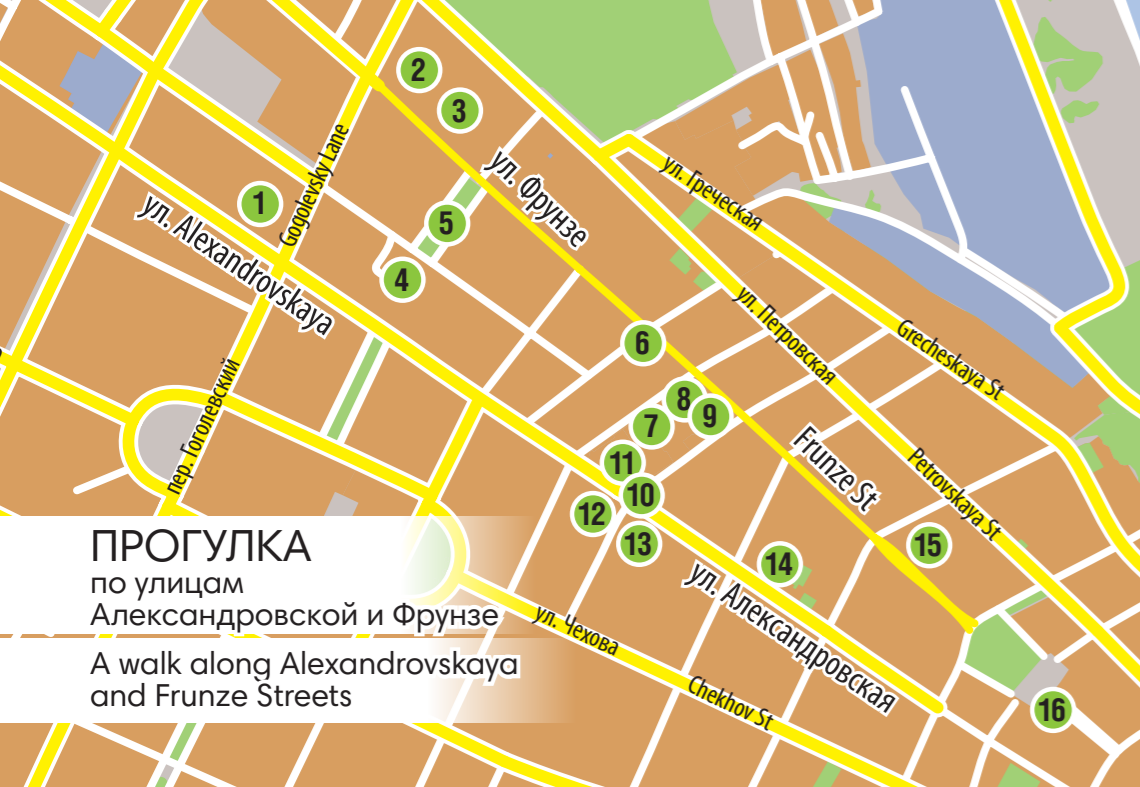 2
3
1
Gogolevsky Lane
ул. Alexandrovskaya
5
4
ул. Фрунзе
ул. Греческая
6
ул. Петровская
Grecheskaya St
пер. Гоголевский
8
9
7
11
10
12
13
Frunze St
Petrovskaya St
14
15
ул. Александровская
16
ул. Чехова
Chekhov St
ПРОГУЛКА
по улицам
Александровской и Фрунзе
A walk along Alexandrovskaya
and Frunze Streets